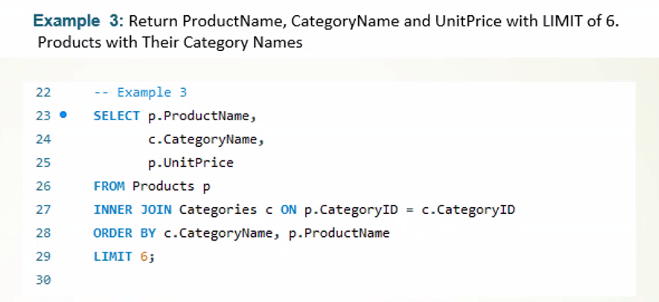 Example 3: Return ProductName, CategoryName and UnitPrice with LIMIT of 6.
Products with Their Category Names
22 -- Example 3
23 SELECT p.ProductName,
24 c.CategoryName,
25 p.UnitPrice
26 FROM Products p
27 INNER JOIN Categories c ON p.CategoryID = c.CategoryID
28 ORDER BY c.CategoryName, p.ProductName
29 LIMIT 6;
30